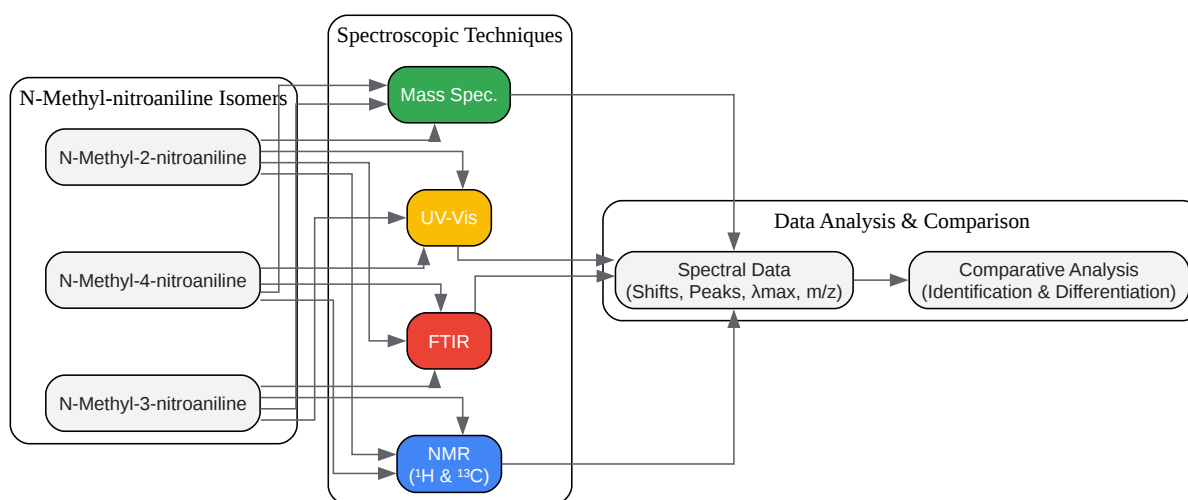 Spectroscopic Techniques
N-Methyl-nitroaniline Isomers
Mass Spec.
N-Methyl-2-nitroaniline
UV-Vis
Data Analysis & Comparison
N-Methyl-4-nitroaniline
Spectral Data
(Shifts, Peaks, λmax, m/z)
Comparative Analysis
(Identification & Differentiation)
FTIR
N-Methyl-3-nitroaniline
NMR
(¹H & ¹³C)